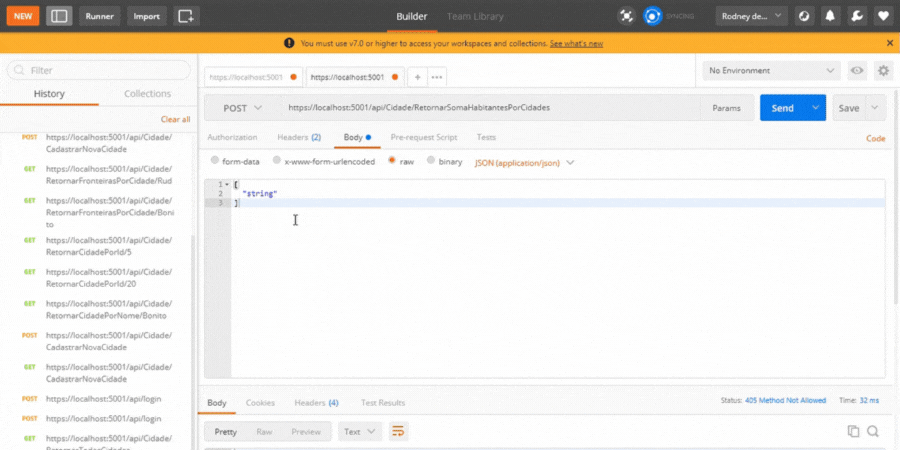 NEW Runner Import Builder Team Library SYNCING Rodney de...
You must use v7.0 or higher to access your workspaces and collections. See what's new
Filter
History Collections
Clear all
POST https://localhost:5001/api/Cidade/
CadastrarNovaCidade
GET https://localhost:5001/api/Cidade/
RetornarFronteirasPorCidade/Rud
GET https://localhost:5001/api/Cidade/
RetornarFronteirasPorCidade/Boni
to
GET https://localhost:5001/api/Cidade/
RetornarCidadePorId/5
GET https://localhost:5001/api/Cidade/
RetornarCidadePorId/20
GET https://localhost:5001/api/Cidade/
RetornarCidadePorNome/Bonito
POST https://localhost:5001/api/Cidade/
CadastrarNovaCidade
GET https://localhost:5001/api/Cidade/
CadastrarNovaCidade
POST https://localhost:5001/api/login
POST https://localhost:5001/api/login
GET https://localhost:5001/api/Cidade/
RetornarTodasCidades
https://localhost:5001 https://localhost:5001 + ••• No Environment
POST https://localhost:5001/api/Cidade/RetornarSomaHabitantesPorCidades Params Send Save
Authorization Headers (2) Body Pre-request Script Tests Code
form-data x-www-form-urlencoded raw binary JSON (application/json)
1 [
2 "string"
3 ]
Body Cookies Headers (4) Test Results Status: 405 Method Not Allowed Time: 32 ms
Pretty Raw Preview Text